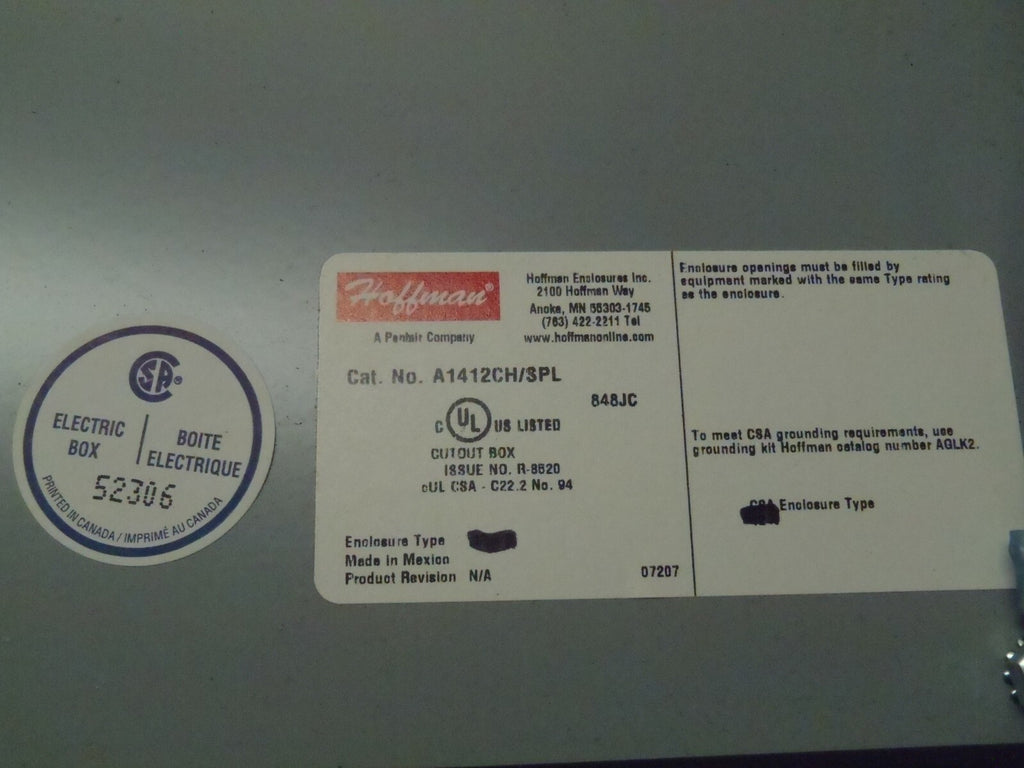 CSA®
ELECTRIC BOX
BOITE ELECTRIQUE
52306
PRINTED IN CANADA / IMPRIMÉ AU CANADA
Hoffman®
A Pentair Company
Hoffman Enclosures Inc.
2100 Hoffman Way
Anoka, MN 55303-1745
(763) 422-2211 Tel
www.hoffmanonline.com
Cat. No. A1412CH/SPL
848JC
C UL US LISTED
CUTOUT BOX
ISSUE NO. R-8620
cUL CSA - C22.2 No. 94
Enclosure Type
Made in Mexico
Product Revision N/A
07207
Enclosure openings must be filled by
equipment marked with the same Type rating
as the enclosure.
To meet CSA grounding requirements, use
grounding kit Hoffman catalog number AGLK2.
CSA Enclosure Type